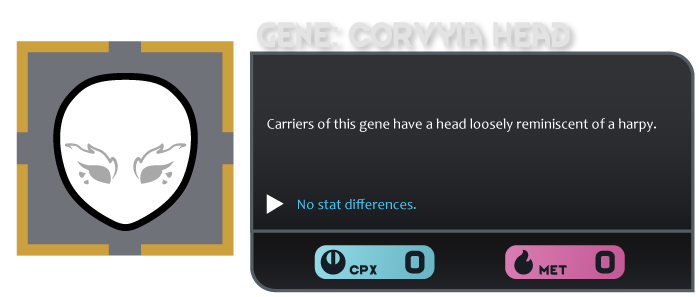 GENE: CORVYIA HEAD
Carriers of this gene have a head loosely reminiscent of a harpy.
No stat differences.
CPX 0 MET 0